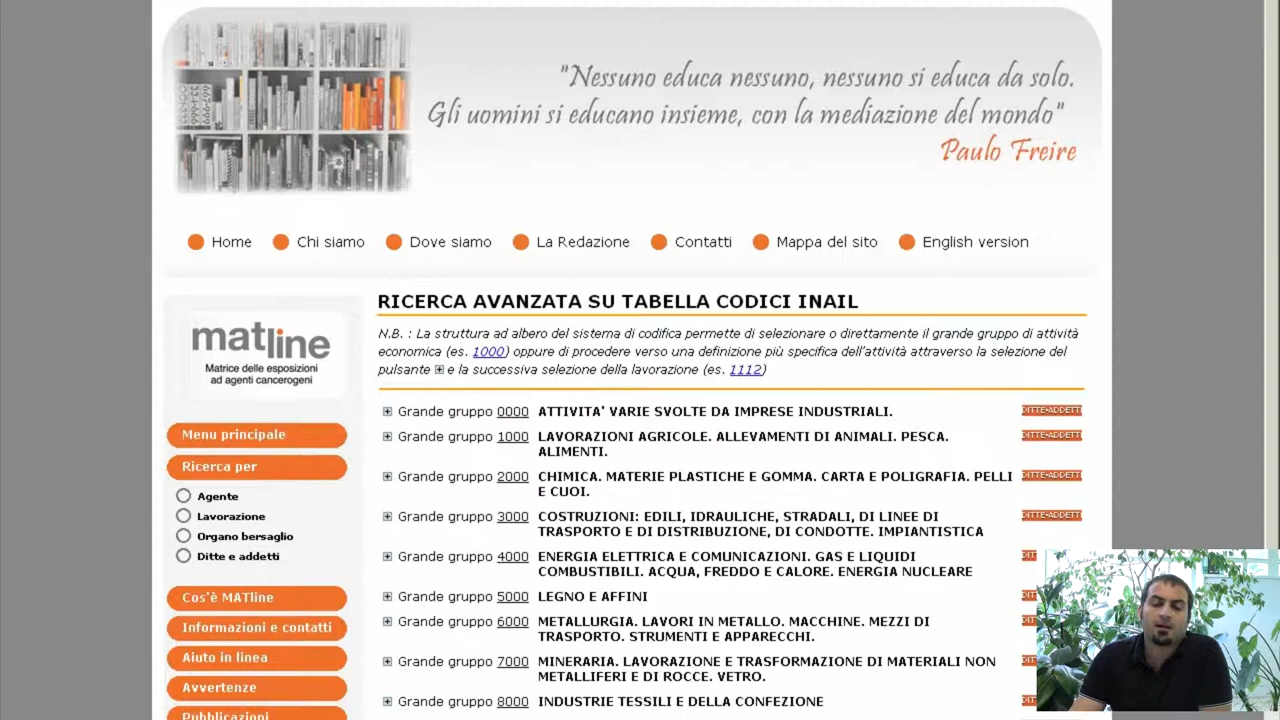 "Nessuno educa nessuno, nessuno si educa da solo.
Gli uomini si educano insieme, con la mediazione del mondo"
Paulo Freire
Home
Chi siamo
Dove siamo
La Redazione
Contatti
Mappa del sito
English version
matline
Matrice delle esposizioni
ad agenti cancerogeni
Menu principale
Ricerca per
Agente
Lavorazione
Organo bersaglio
Ditte e addetti
Cos'è MATline
Informazioni e contatti
Aiuto in linea
Avvertenze
Pubblicazioni
RICERCA AVANZATA SU TABELLA CODICI INAIL
N.B. : La struttura ad albero del sistema di codifica permette di selezionare o direttamente il grande gruppo di attività
economica (es. 1000) oppure di procedere verso una definizione più specifica dell'attività attraverso la selezione del
pulsante e la successiva selezione della lavorazione (es. 1112)
Grande gruppo 0000 ATTIVITA' VARIE SVOLTE DA IMPRESE INDUSTRIALI. DITTE•ADDETTI
Grande gruppo 1000 LAVORAZIONI AGRICOLE. ALLEVAMENTI DI ANIMALI. PESCA. DITTE•ADDETTI
ALIMENTI.
Grande gruppo 2000 CHIMICA. MATERIE PLASTICHE E GOMMA. CARTA E POLIGRAFIA. PELLI DITTE•ADDETTI
E CUOI.
Grande gruppo 3000 COSTRUZIONI: EDILI, IDRAULICHE, STRADALI, DI LINEE DI DITTE•ADDETTI
TRASPORTO E DI DISTRIBUZIONE, DI CONDOTTE. IMPIANTISTICA
Grande gruppo 4000 ENERGIA ELETTRICA E COMUNICAZIONI. GAS E LIQUIDI
COMBUSTIBILI. ACQUA, FREDDO E CALORE. ENERGIA NUCLEARE
Grande gruppo 5000 LEGNO E AFFINI
Grande gruppo 6000 METALLURGIA. LAVORI IN METALLO. MACCHINE. MEZZI DI
TRASPORTO. STRUMENTI E APPARECCHI.
Grande gruppo 7000 MINERARIA. LAVORAZIONE E TRASFORMAZIONE DI MATERIALI NON
METALLIFERI E DI ROCCE. VETRO.
Grande gruppo 8000 INDUSTRIE TESSILI E DELLA CONFEZIONE